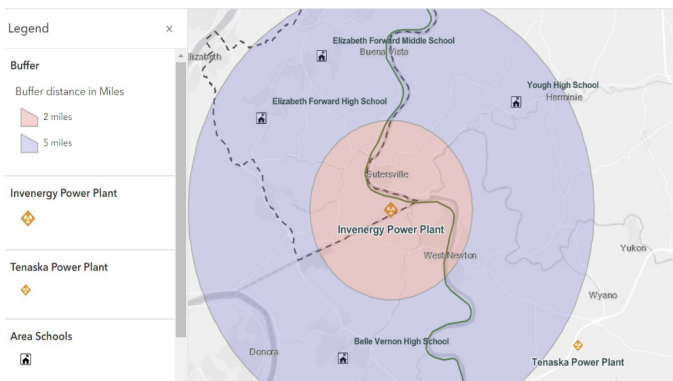 Legend
×
Buffer
Buffer distance in Miles
2 miles
5 miles
Invenergy Power Plant
Tenaska Power Plant
Area Schools
Elizabeth
Elizabeth Forward Middle School
Buena Vista
Elizabeth Forward High School
Yough High School
Herminie
Sutersville
Invenergy Power Plant
West Newton
Yukon
Wyano
Belle Vernon High School
Donora
Tenaska Power Plant